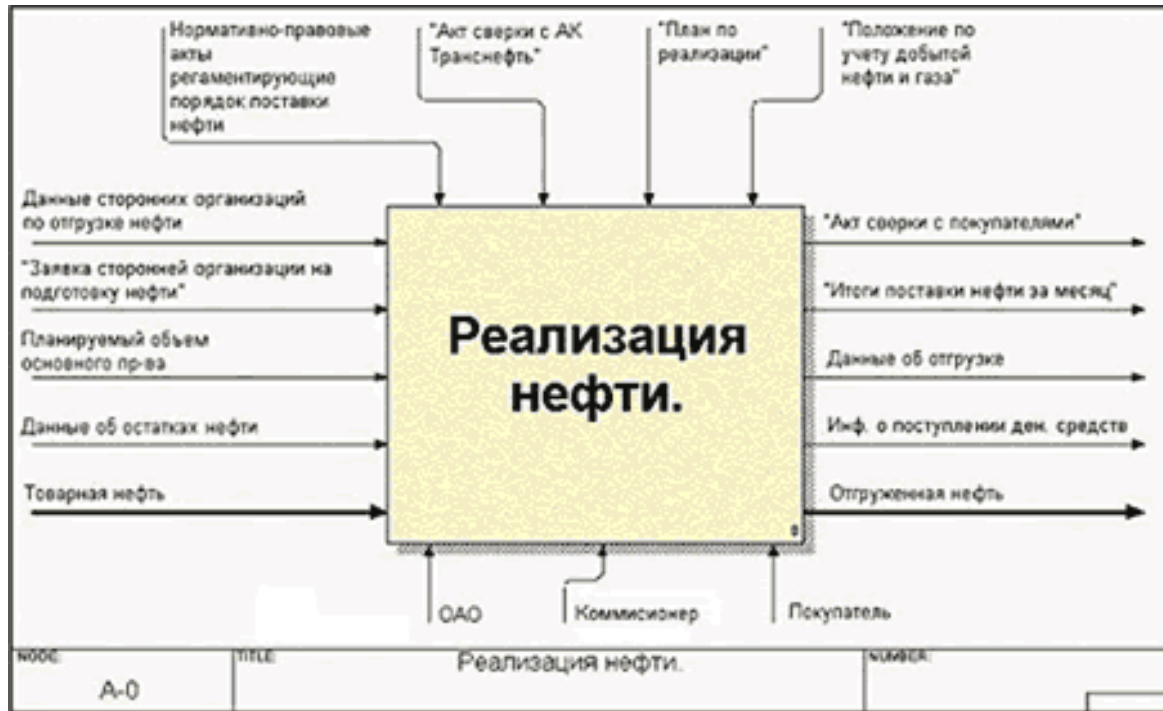 Нормативно-правовые
акты
регаментирующие
порядок поставки
нефти
"Акт сверки с АК
Транснефть"
"План по
реализации"
"Положение по
учету добытой
нефти и газа"
Данные сторонних организаций
по отгрузке нефти
"Заявка сторонней организации на
подготовку нефти"
Планируемый объем
основного пр-ва
Данные об остатках нефти
Товарная нефть
Реализация
нефти.
0
"Акт сверки с покупателями"
"Итоги поставки нефти за месяц"
Данные об отгрузке
Инф. о поступлении ден. средств
Отгруженная нефть
ОАО
Коммисионер
Покупатель
NODE:
A-0
TITLE:
Реализация нефти.
NUMBER: